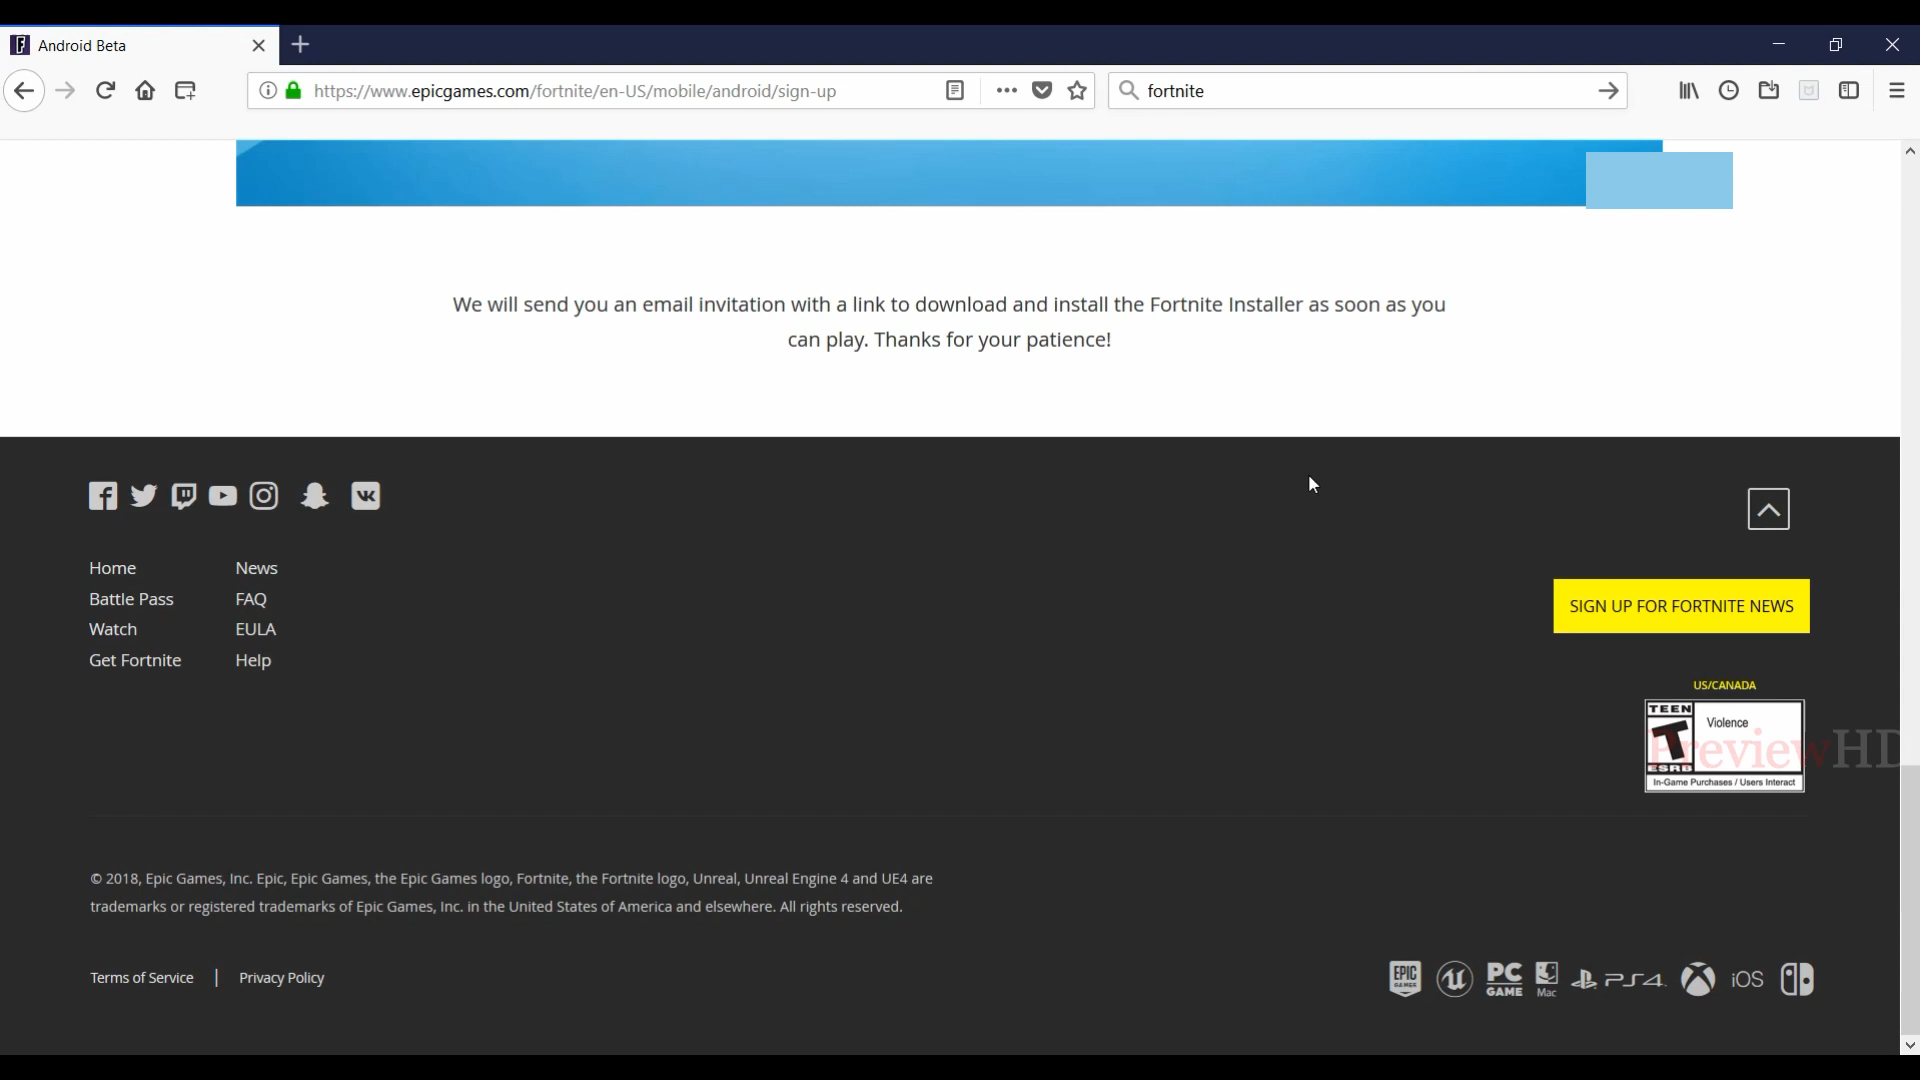 Android Beta
https://www.epicgames.com/fortnite/en-US/mobile/android/sign-up
fortnite
We will send you an email invitation with a link to download and install the Fortnite Installer as soon as you
can play. Thanks for your patience!
Home News
Battle Pass FAQ
Watch EULA
Get Fortnite Help
SIGN UP FOR FORTNITE NEWS
US/CANADA
TEEN
Violence
T
ESRB
PreviewHD
In-Game Purchases / Users Interact
© 2018, Epic Games, Inc. Epic, Epic Games, the Epic Games logo, Fortnite, the Fortnite logo, Unreal, Unreal Engine 4 and UE4 are
trademarks or registered trademarks of Epic Games, Inc. in the United States of America and elsewhere. All rights reserved.
Terms of Service | Privacy Policy
EPIC GAMES PC GAME Mac PS4 iOS